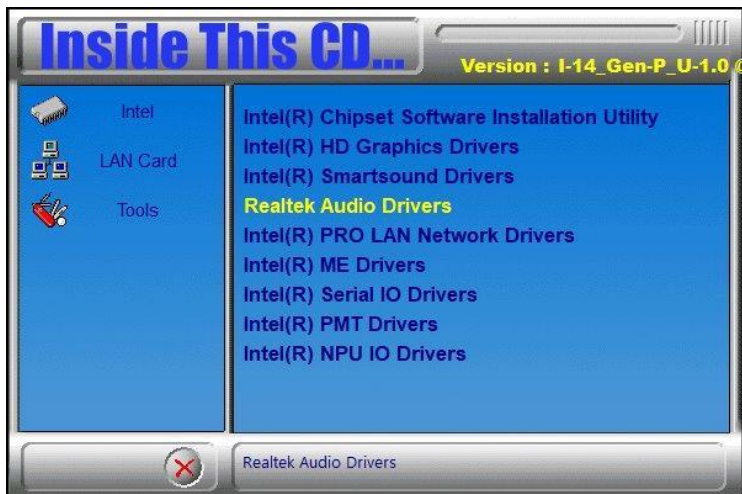 Inside This CD...
Version : I-14_Gen-P_U-1.0
Intel
LAN Card
Tools
Intel(R) Chipset Software Installation Utility
Intel(R) HD Graphics Drivers
Intel(R) Smartsound Drivers
Realtek Audio Drivers
Intel(R) PRO LAN Network Drivers
Intel(R) ME Drivers
Intel(R) Serial IO Drivers
Intel(R) PMT Drivers
Intel(R) NPU IO Drivers
Realtek Audio Drivers